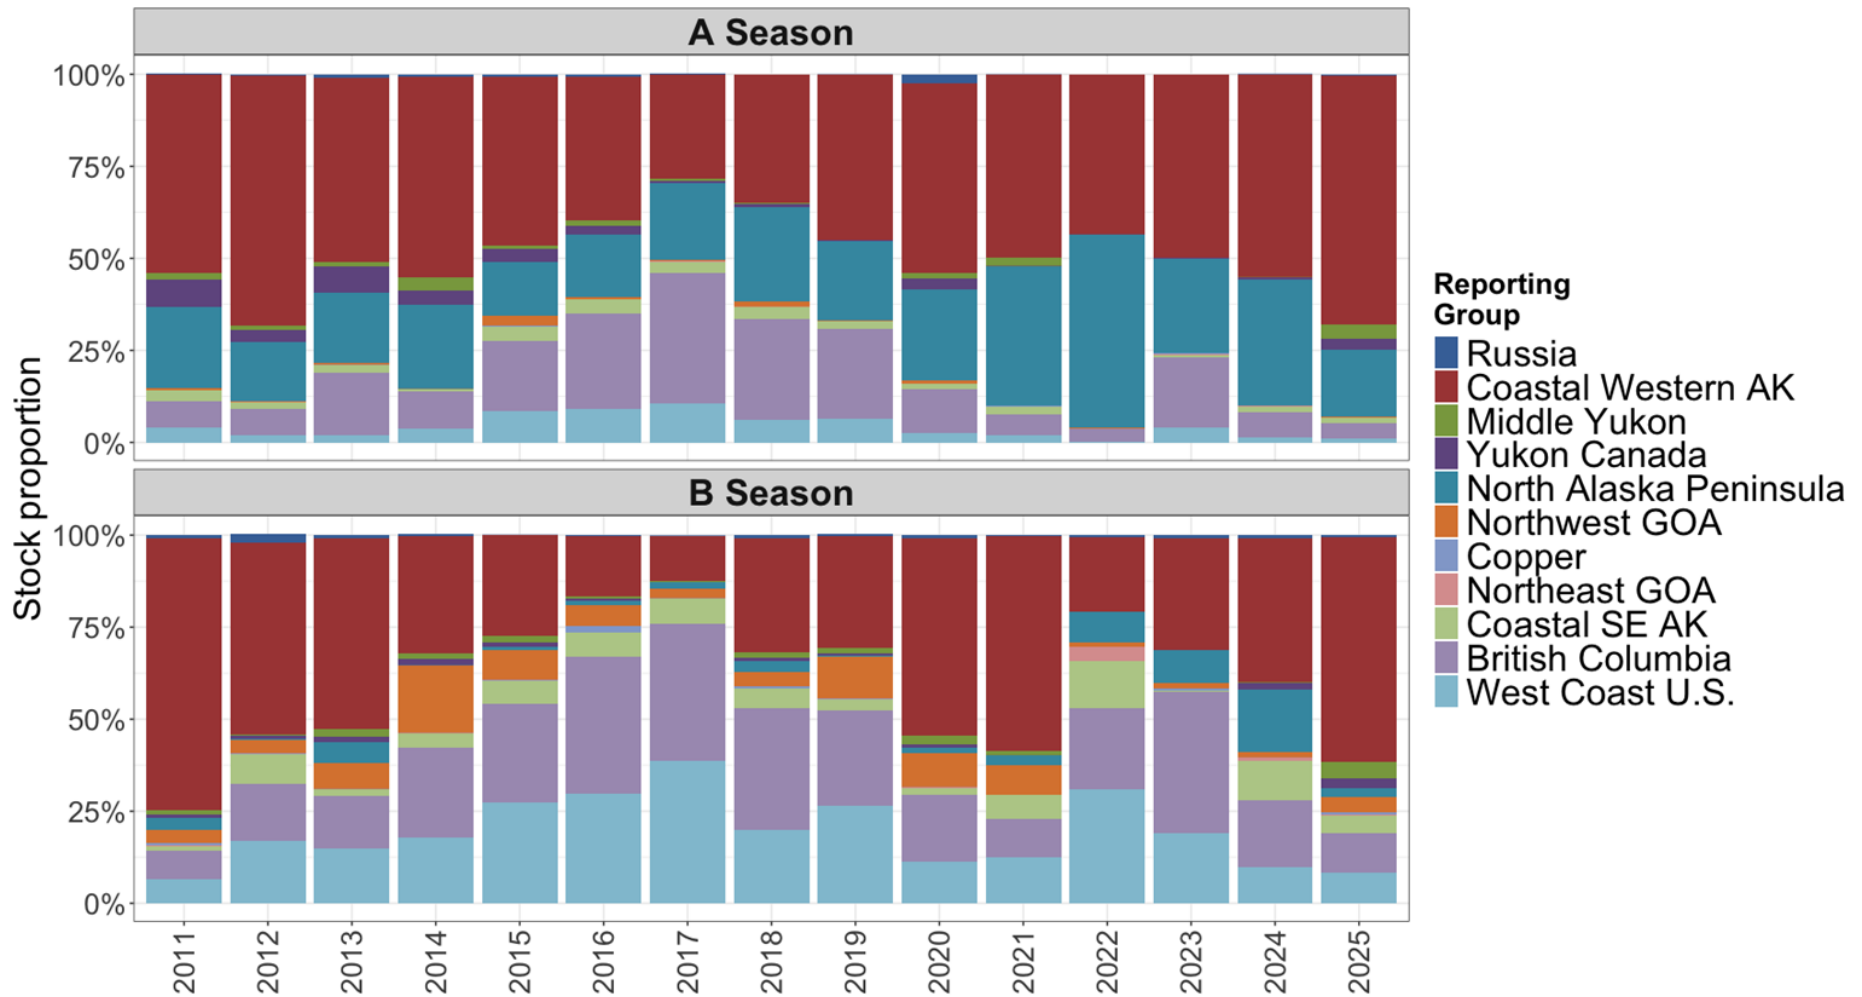 A Season
100%
75%
50%
25%
0%
B Season
100%
75%
50%
25%
0%
Stock proportion
2011
2012
2013
2014
2015
2016
2017
2018
2019
2020
2021
2022
2023
2024
2025
Reporting
Group
Russia
Coastal Western AK
Middle Yukon
Yukon Canada
North Alaska Peninsula
Northwest GOA
Copper
Northeast GOA
Coastal SE AK
British Columbia
West Coast U.S.